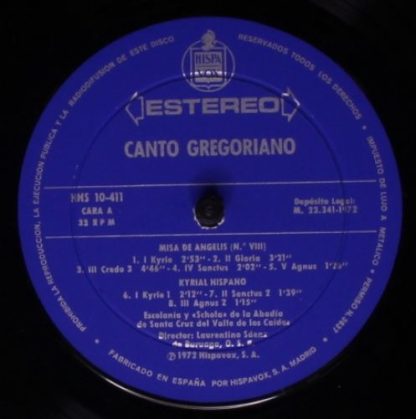 RESERVADOS TODOS LOS DERECHOS • IMPUESTO DE LUJO A METALICO • PERMISO N.º 6827
FABRICADO EN ESPAÑA POR HISPAVOX, S. A. MADRID
PROHIBIDA LA REPRODUCCION, LA EJECUCION PUBLICA Y LA RADIODIFUSION DE ESTE DISCO
HISPA
VOX
ESTEREO
CANTO GREGORIANO
HHS 10-411
CARA A
33 R P M
Depósito Legal:
M. 22.341-1972
MISA DE ANGELIS (N.º VIII)
1. I Kyrie 2'53" - 2. II Gloria 3'21"
3. III Credo 3 4'46" - 4. IV Sanctus 2'02" - 5. V Agnus
KYRIAL HISPANO
6. I Kyrie 1 2'12" - 7. II Sanctus 2 1'39"
8. III Agnus 2 1'15"
Escolanía y «Schola» de la Abadía
de Santa Cruz del Valle de los Caídos
Director: Laurentino Sáenz
de Buruaga, O. S. B.
Ⓟ 1972 Hispavox, S. A.